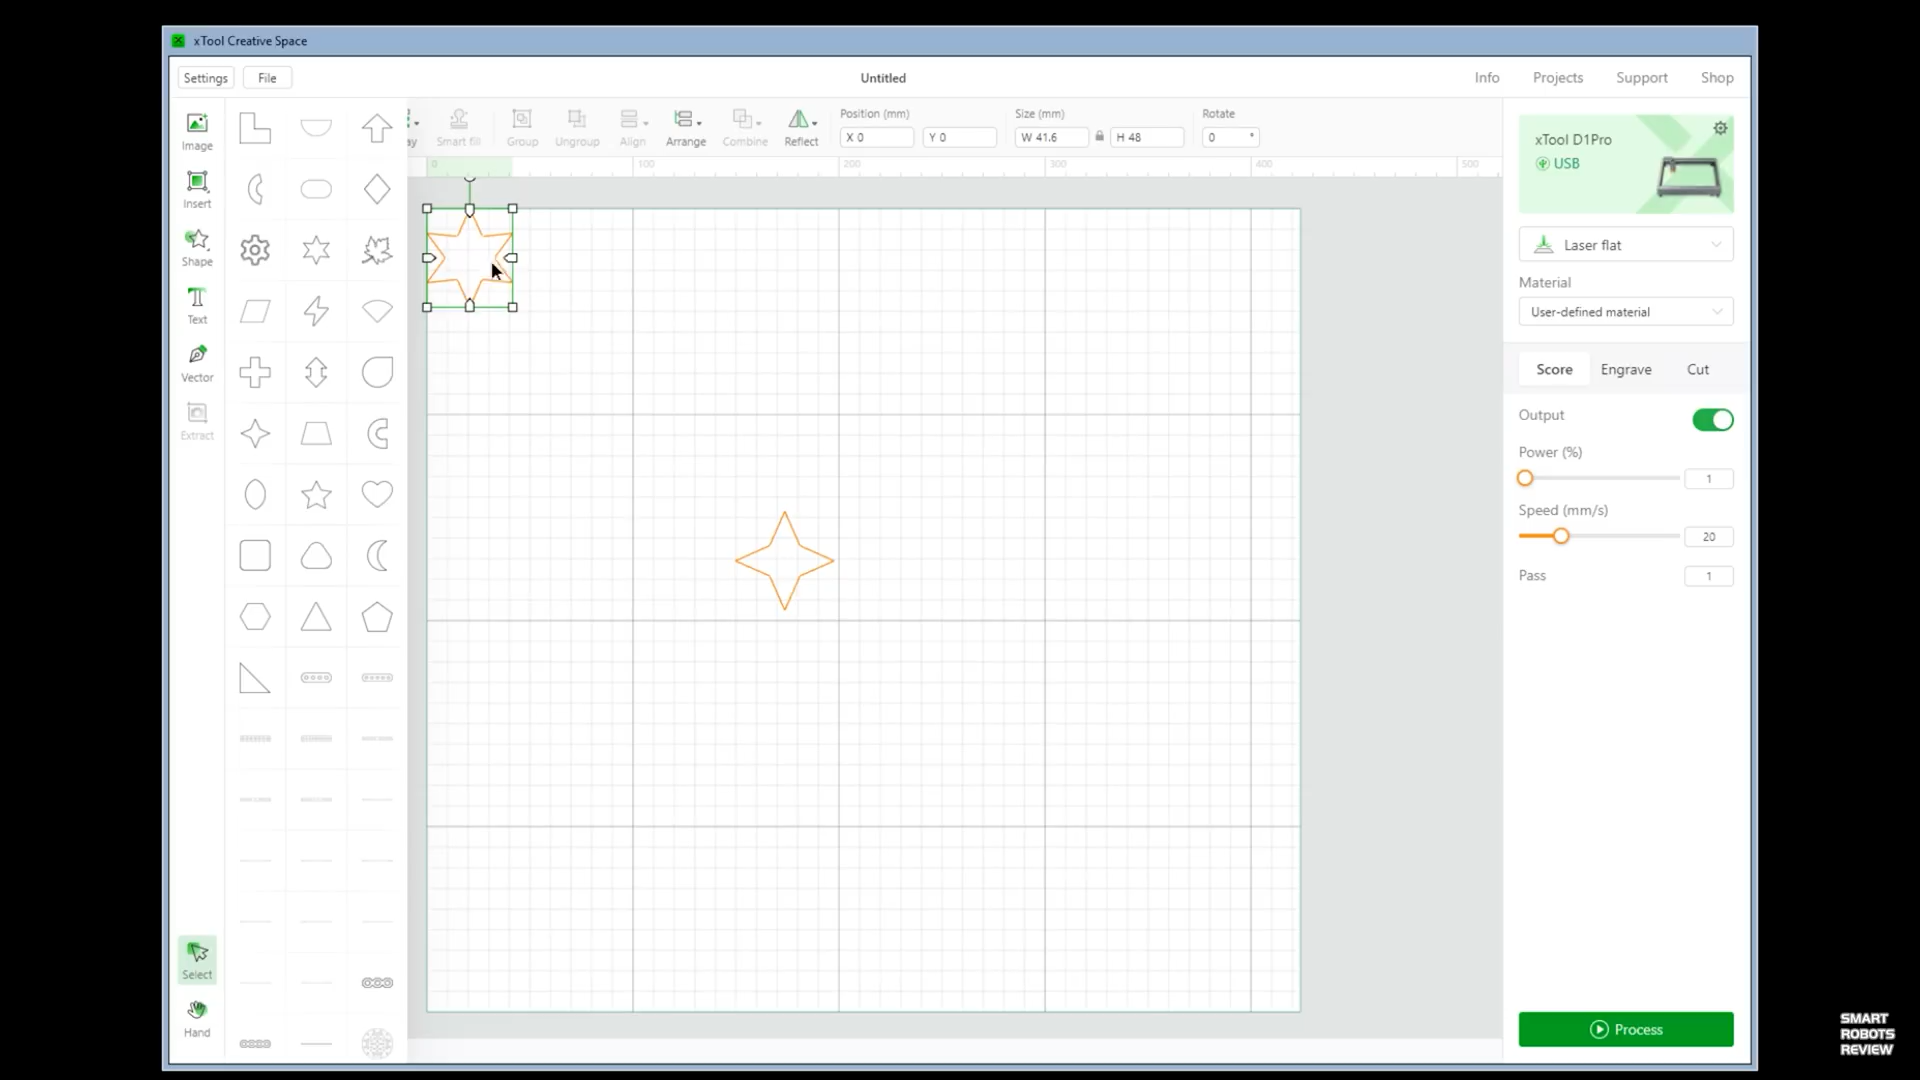 xTool Creative Space
Settings
File
Untitled
Info
Projects
Support
Shop
Image
Insert
Shape
Text
Vector
Extract
Select
Hand
ay
Smart fill
Group
Ungroup
Align
Arrange
Combine
Reflect
Position (mm)
X 0
Y 0
Size (mm)
W 41.6
H 48
Rotate
0 °
0
100
200
300
400
500
xTool D1Pro
USB
Laser flat
Material
User-defined material
Score
Engrave
Cut
Output
Power (%)
1
Speed (mm/s)
20
Pass
1
Process
SMART
ROBOTS
REVIEW